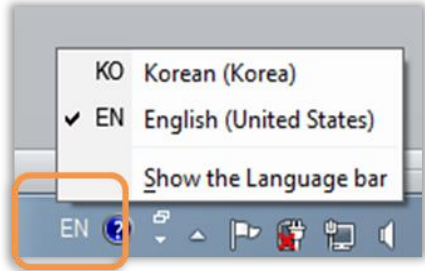 KO Korean (Korea)
✔ EN English (United States)
Show the Language bar
EN ?